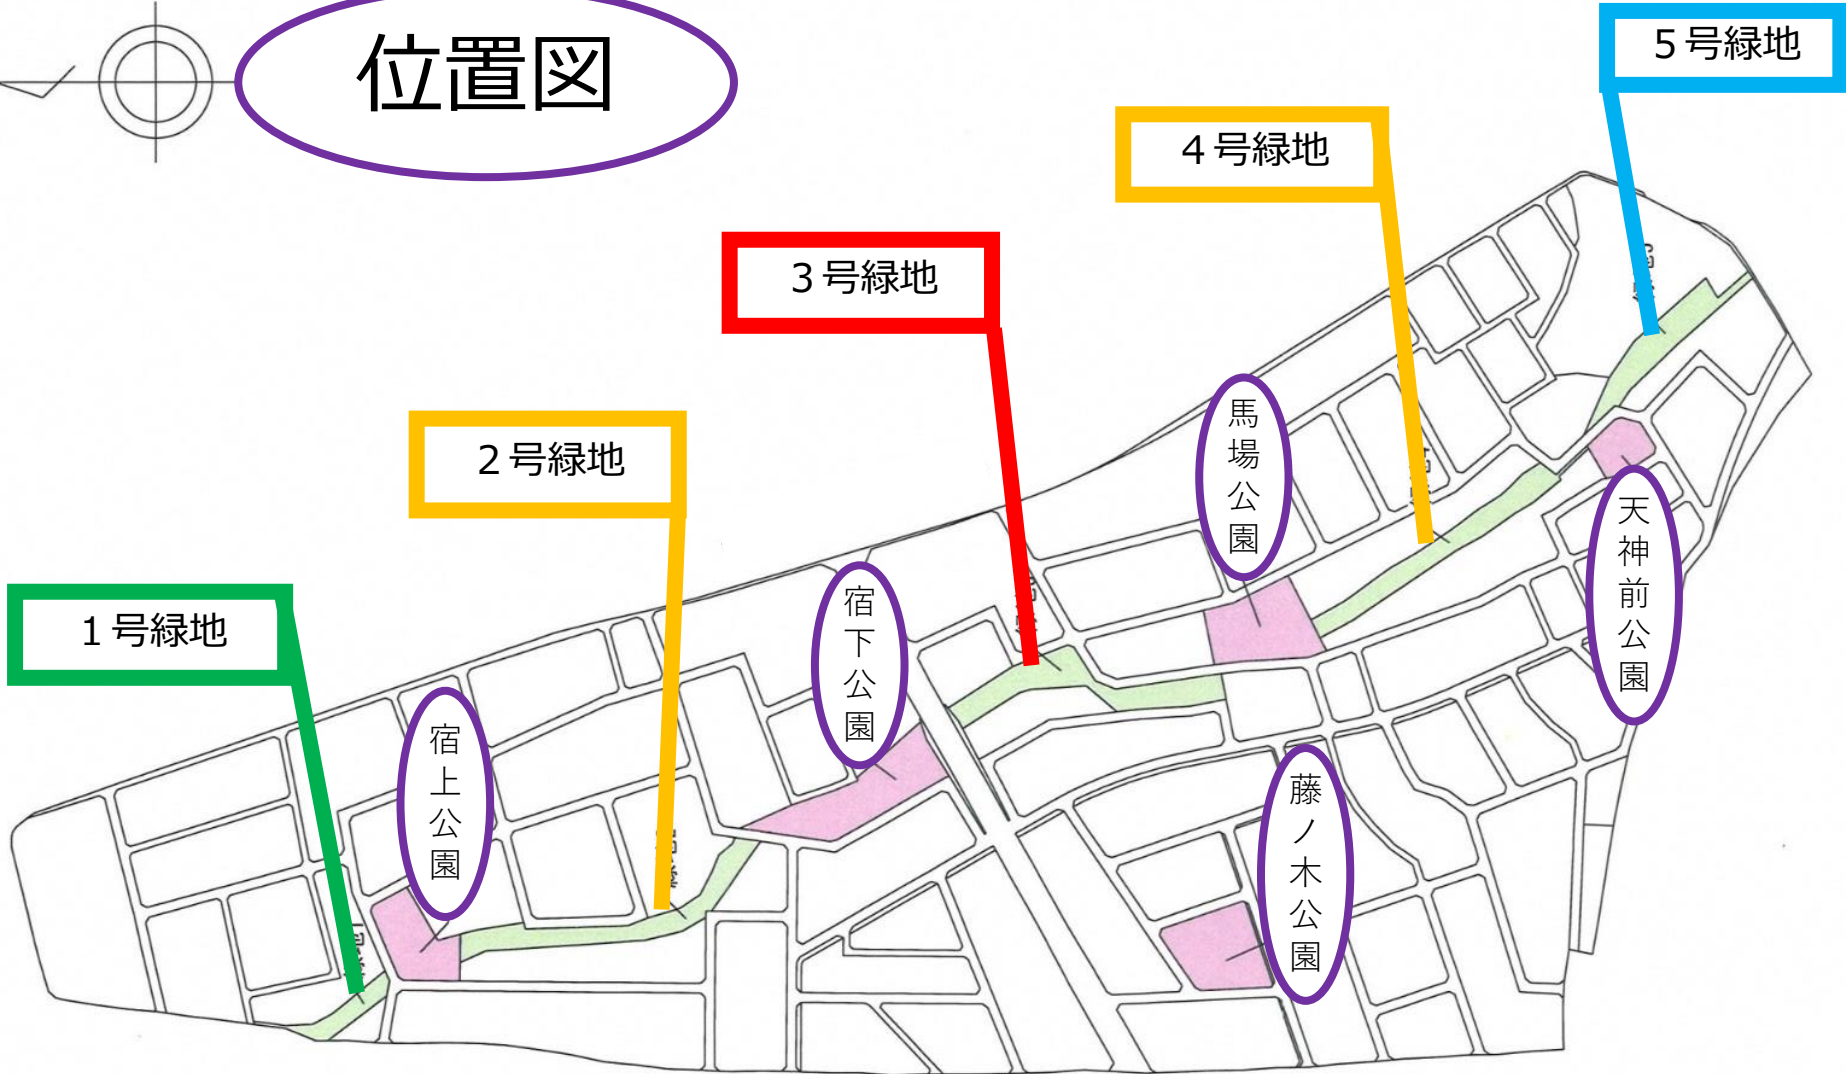 位置図
５号緑地
４号緑地
３号緑地
２号緑地
１号緑地
馬場公園
天神前公園
宿下公園
宿上公園
藤ノ木公園